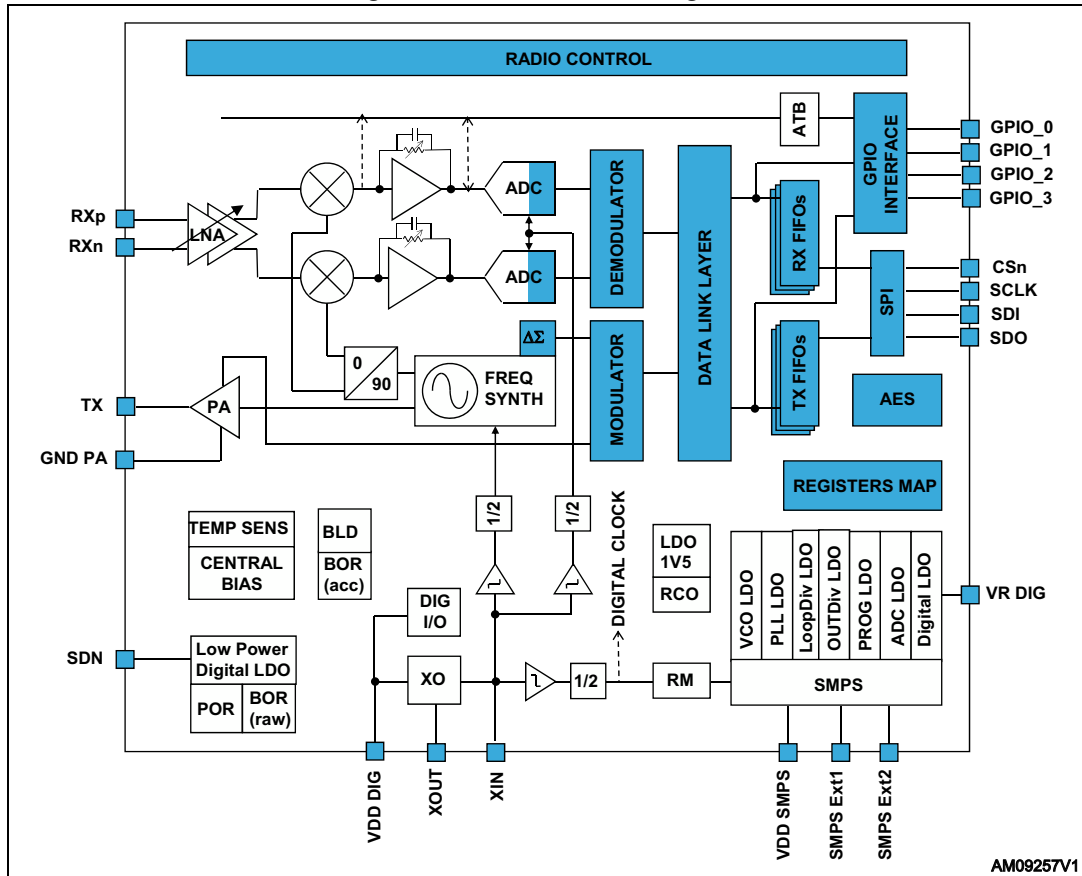 RADIO CONTROL
ATB
GPIO
INTERFACE
GPIO_0
GPIO_1
GPIO_2
GPIO_3
RXp
RXn
LNA
ADC
ADC
DEMODULATOR
DATA LINK LAYER
RX FIFOs
SPI
CSn
SCLK
SDI
SDO
ΔΣ
0
90
FREQ
SYNTH
MODULATOR
TX FIFOs
AES
TX
PA
GND PA
REGISTERS MAP
1/2
1/2
TEMP SENS
CENTRAL
BIAS
BLD
BOR
(acc)
DIGITAL CLOCK
LDO
1V5
RCO
VCO LDO
PLL LDO
LoopDiv LDO
OUTDiv LDO
PROG LDO
ADC LDO
Digital LDO
VR DIG
DIG
I/O
SDN
Low Power
Digital LDO
POR
BOR
(raw)
XO
1/2
RM
SMPS
VDD DIG
XOUT
XIN
VDD SMPS
SMPS Ext1
SMPS Ext2
AM09257V1